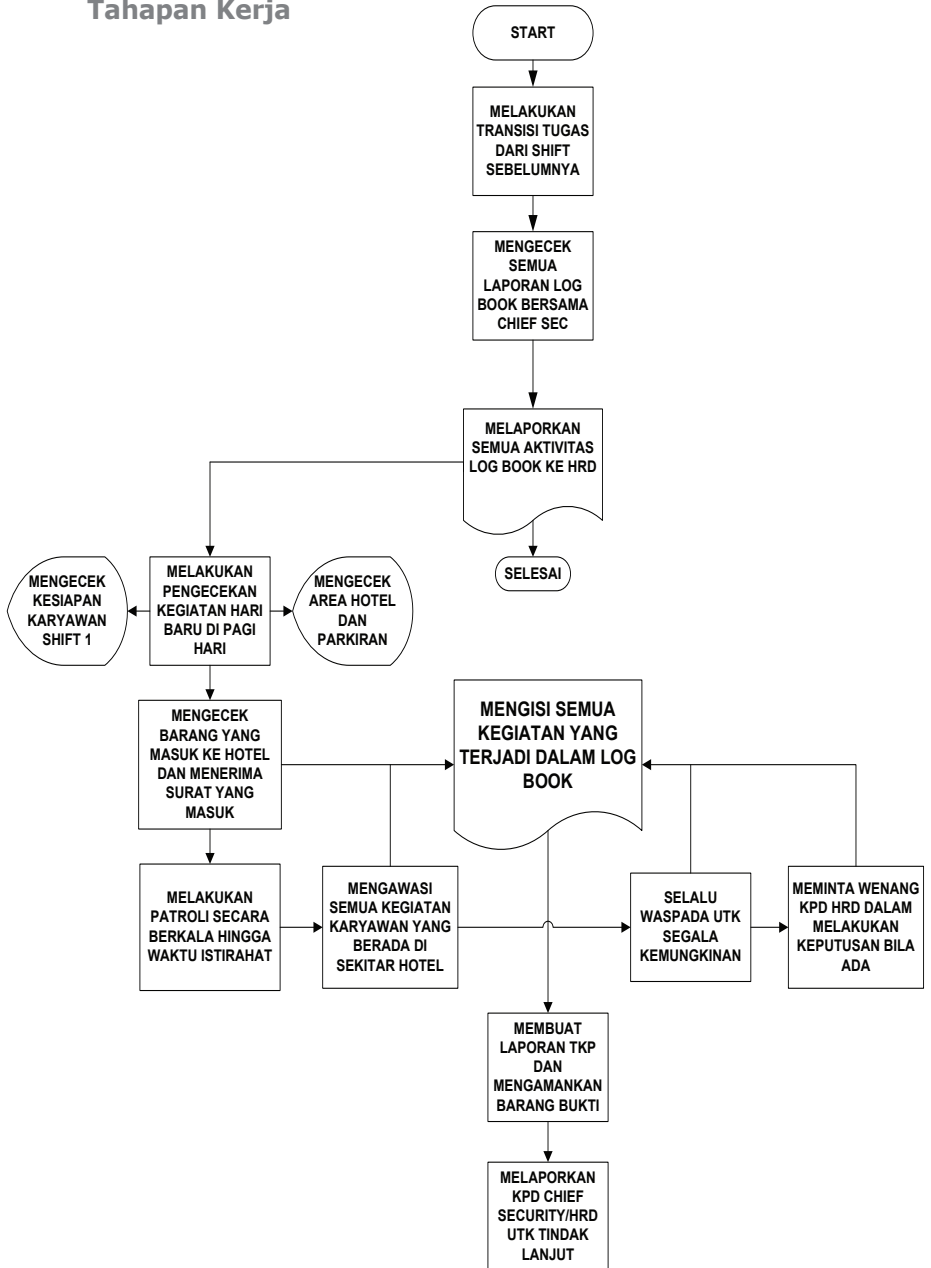 Tahapan Kerja
START
MELAKUKAN
TRANSISI TUGAS
DARI SHIFT
SEBELUMNYA
MENGECEK
SEMUA
LAPORAN LOG
BOOK BERSAMA
CHIEF SEC
MELAPORKAN
SEMUA AKTIVITAS
LOG BOOK KE HRD
SELESAI
MENGECEK
KESIAPAN
KARYAWAN
SHIFT 1
MELAKUKAN
PENGECEKAN
KEGIATAN HARI
BARU DI PAGI
HARI
MENGECEK
AREA HOTEL
DAN
PARKIRAN
MENGECEK
BARANG YANG
MASUK KE HOTEL
DAN MENERIMA
SURAT YANG
MASUK
MENGISI SEMUA
KEGIATAN YANG
TERJADI DALAM LOG
BOOK
MELAKUKAN
PATROLI SECARA
BERKALA HINGGA
WAKTU ISTIRAHAT
MENGAWASI
SEMUA KEGIATAN
KARYAWAN YANG
BERADA DI
SEKITAR HOTEL
SELALU
WASPADA UTK
SEGALA
KEMUNGKINAN
MEMINTA WENANG
KPD HRD DALAM
MELAKUKAN
KEPUTUSAN BILA
ADA
MEMBUAT
LAPORAN TKP
DAN
MENGAMANKAN
BARANG BUKTI
MELAPORKAN
KPD CHIEF
SECURITY/HRD
UTK TINDAK
LANJUT